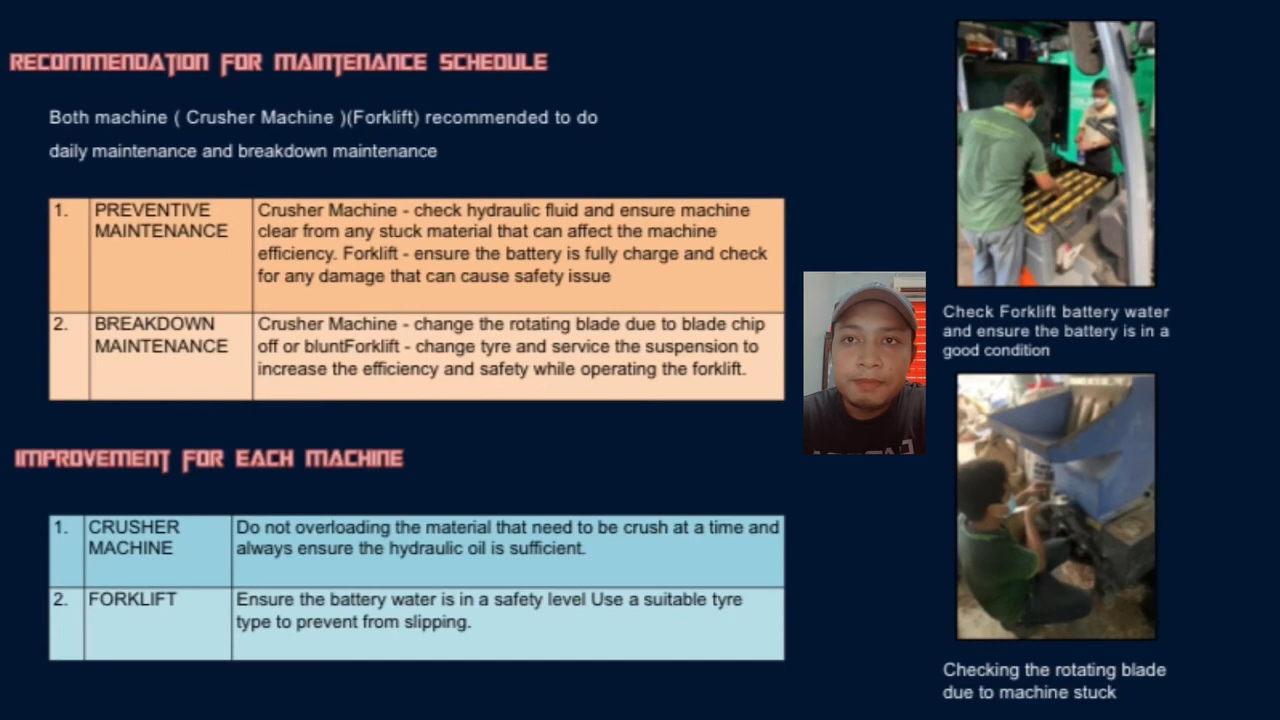 RECOMMENDATION FOR MAINTENANCE SCHEDULE
Both machine ( Crusher Machine )(Forklift) recommended to do
daily maintenance and breakdown maintenance
1. PREVENTIVE MAINTENANCE
Crusher Machine - check hydraulic fluid and ensure machine
clear from any stuck material that can affect the machine
efficiency. Forklift - ensure the battery is fully charge and check
for any damage that can cause safety issue
2. BREAKDOWN MAINTENANCE
Crusher Machine - change the rotating blade due to blade chip
off or bluntForklift - change tyre and service the suspension to
increase the efficiency and safety while operating the forklift.
IMPROVEMENT FOR EACH MACHINE
1. CRUSHER MACHINE
Do not overloading the material that need to be crush at a time and
always ensure the hydraulic oil is sufficient.
2. FORKLIFT
Ensure the battery water is in a safety level Use a suitable tyre
type to prevent from slipping.
Check Forklift battery water
and ensure the battery is in a
good condition
Checking the rotating blade
due to machine stuck